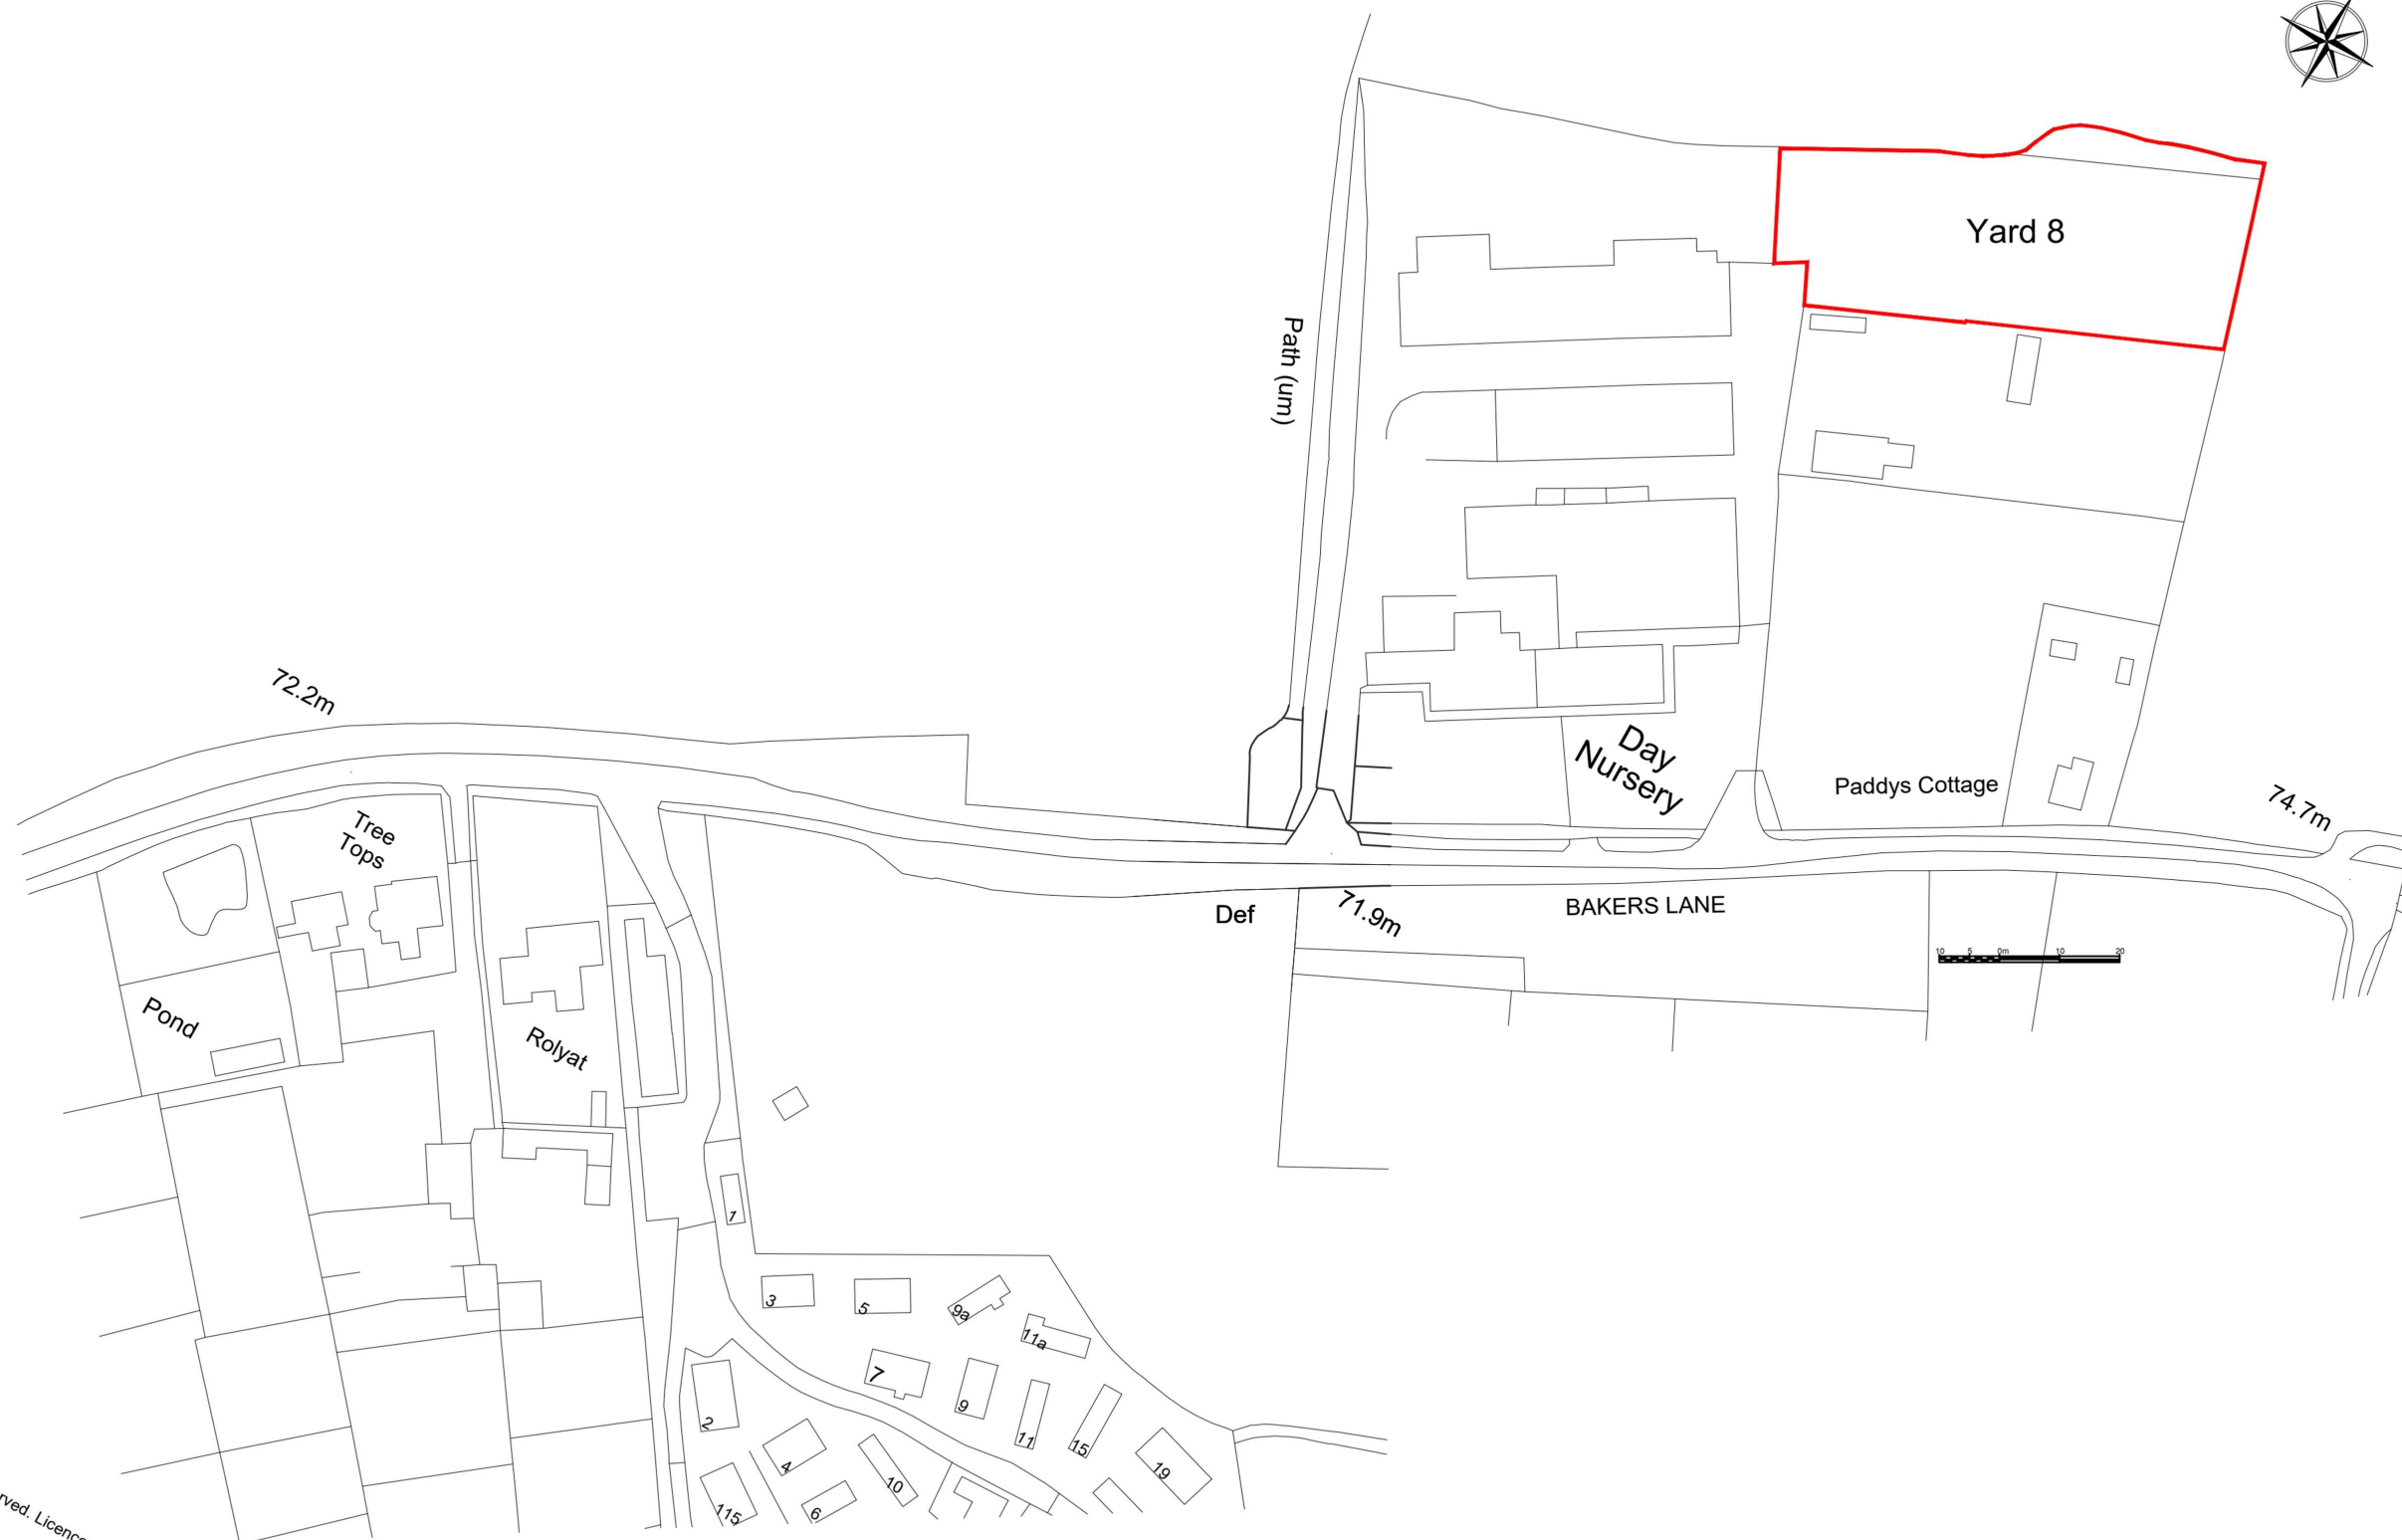 Yard 8
Path (um)
72.2m
Day
Nursery
Paddys Cottage
74.7m
Tree
Tops
Def
71.9m
BAKERS LANE
10 5 0m 10 20
Pond
Rolyat
1
3
5
9a
11a
7
9
11
15
19
2
4
10
6
115
rved. Licence